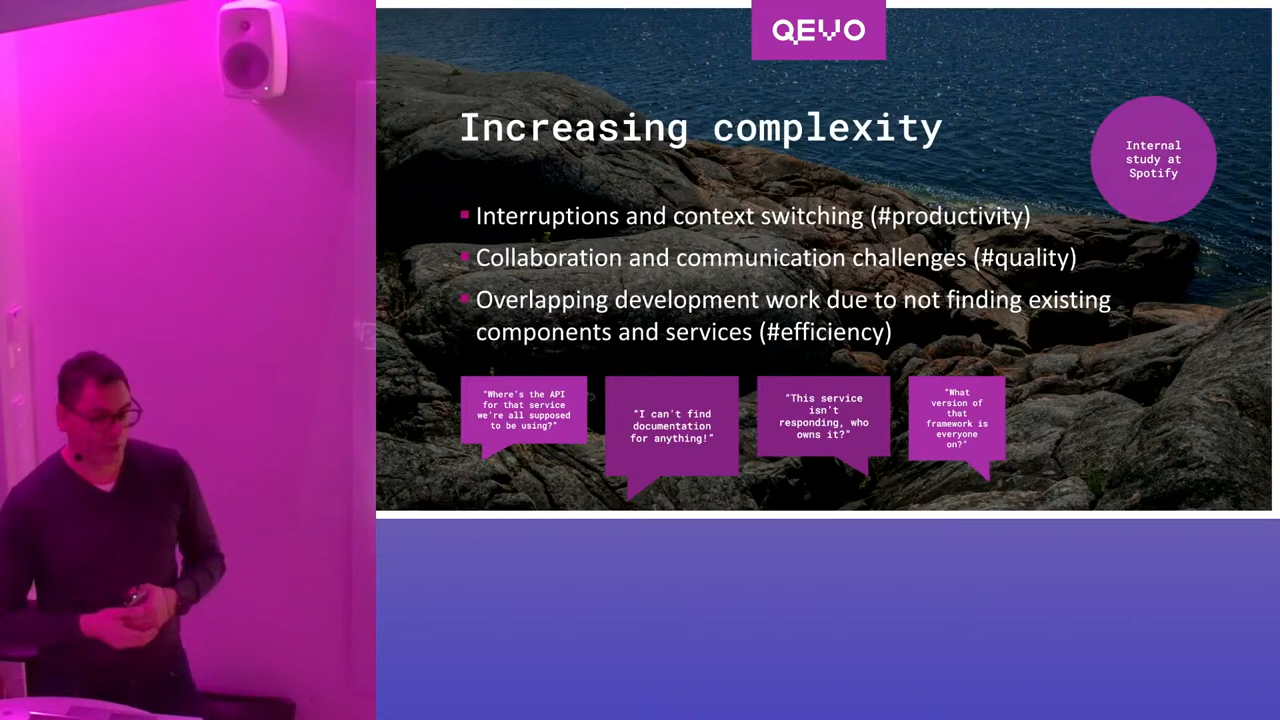 QEVO
Increasing complexity
Internal
study at
Spotify
Interruptions and context switching (#productivity)
Collaboration and communication challenges (#quality)
Overlapping development work due to not finding existing
components and services (#efficiency)
“Where’s the API
for that service
we’re all supposed
to be using?”
“I can’t find
documentation
for anything!”
“This service
isn’t
responding, who
owns it?”
“What
version of
that
framework is
everyone
on?”